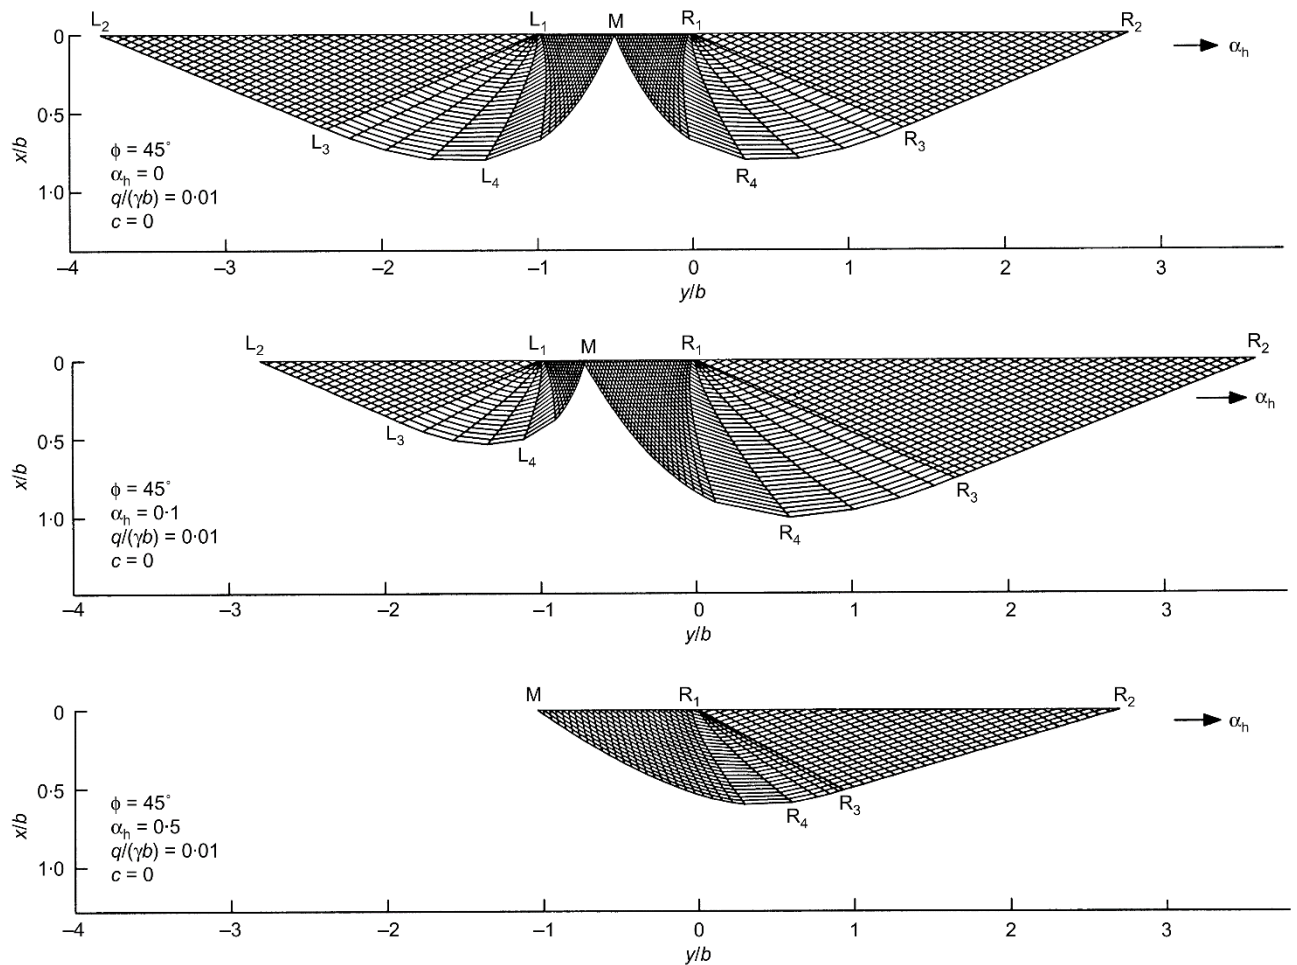 L2 L1 M R1 R2
0
αh
0·5
L3 R3
x/b
ϕ = 45°
αh = 0
L4 R4
1·0
q/(γb) = 0·01
c = 0
–4 –3 –2 –1 0 1 2 3
y/b
L2 L1 M R1 R2
0
αh
0·5
L3
L4
x/b
ϕ = 45°
R3
αh = 0·1
1·0
q/(γb) = 0·01
R4
c = 0
–4 –3 –2 –1 0 1 2 3
y/b
M R1 R2
0
αh
0·5
ϕ = 45°
R4 R3
x/b
αh = 0·5
q/(γb) = 0·01
1·0
c = 0
–4 –3 –2 –1 0 1 2 3
y/b